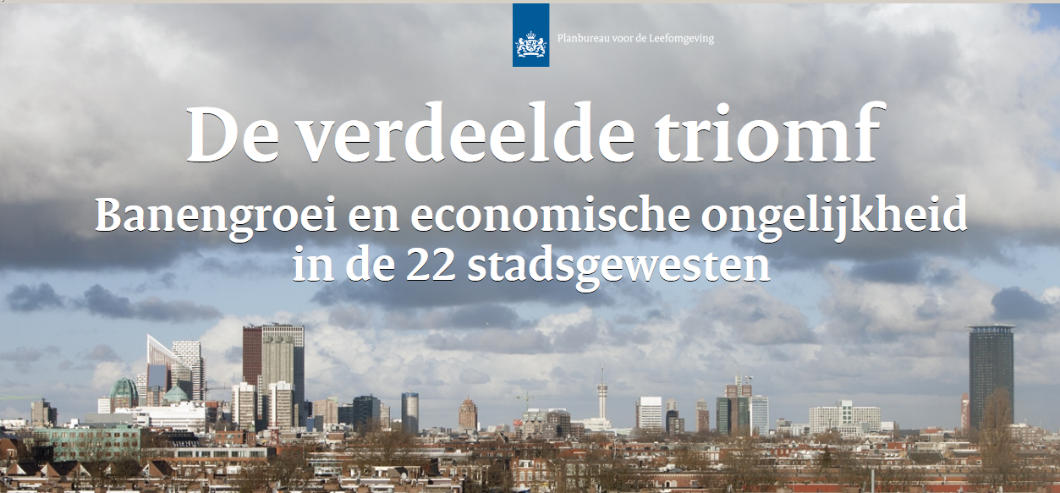 Planbureau voor de Leefomgeving
De verdeelde triomf
Banengroei en economische ongelijkheid
in de 22 stadsgewesten